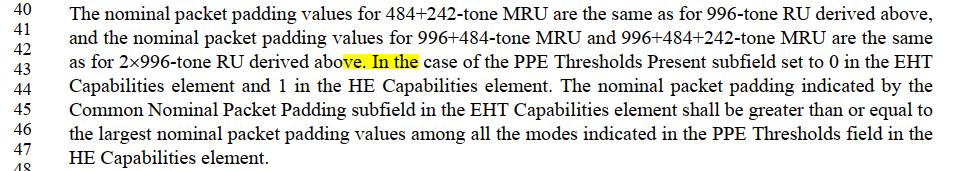 40 The nominal packet padding values for 484+242-tone MRU are the same as for 996-tone RU derived above,
41 and the nominal packet padding values for 996+484-tone MRU and 996+484+242-tone MRU are the same
42 as for 2×996-tone RU derived above. In the case of the PPE Thresholds Present subfield set to 0 in the EHT
43
44 Capabilities element and 1 in the HE Capabilities element. The nominal packet padding indicated by the
45 Common Nominal Packet Padding subfield in the EHT Capabilities element shall be greater than or equal to
46 the largest nominal packet padding values among all the modes indicated in the PPE Thresholds field in the
47 HE Capabilities element.
48